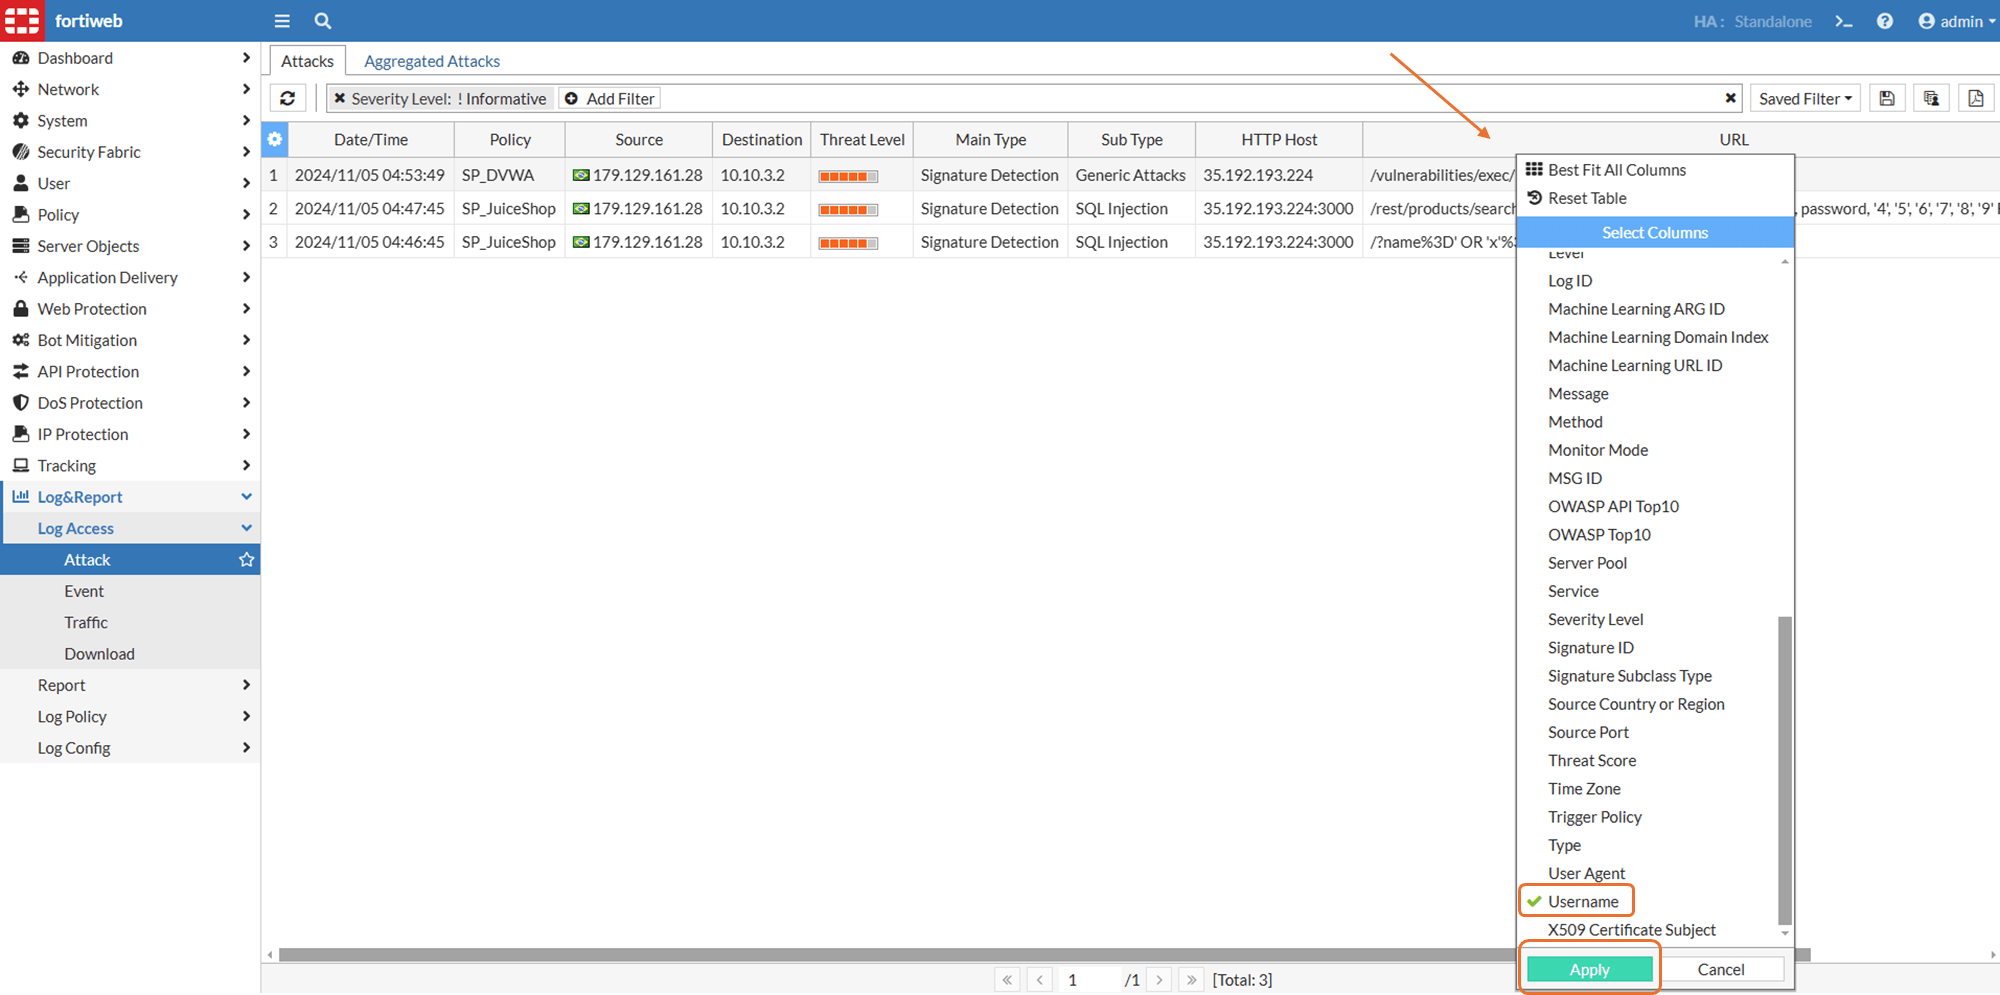 fortiweb
HA: Standalone
admin
Dashboard
Network
System
Security Fabric
User
Policy
Server Objects
Application Delivery
Web Protection
Bot Mitigation
API Protection
DoS Protection
IP Protection
Tracking
Log&Report
Log Access
Attack
Event
Traffic
Download
Report
Log Policy
Log Config
Attacks Aggregated Attacks
Severity Level: ! Informative Add Filter Saved Filter
Date/Time Policy Source Destination Threat Level Main Type Sub Type HTTP Host URL
1 2024/11/05 04:53:49 SP_DVWA 179.129.161.28 10.10.3.2 Signature Detection Generic Attacks 35.192.193.224 /vulnerabilities/exec/
2 2024/11/05 04:47:45 SP_JuiceShop 179.129.161.28 10.10.3.2 Signature Detection SQL Injection 35.192.193.224:3000 /rest/products/search , password, '4', '5', '6', '7', '8', '9'
3 2024/11/05 04:46:45 SP_JuiceShop 179.129.161.28 10.10.3.2 Signature Detection SQL Injection 35.192.193.224:3000 /?name%3D' OR 'x'%
Best Fit All Columns
Reset Table
Select Columns
Level
Log ID
Machine Learning ARG ID
Machine Learning Domain Index
Machine Learning URL ID
Message
Method
Monitor Mode
MSG ID
OWASP API Top10
OWASP Top10
Server Pool
Service
Severity Level
Signature ID
Signature Subclass Type
Source Country or Region
Source Port
Threat Score
Time Zone
Trigger Policy
Type
User Agent
Username
X509 Certificate Subject
Apply Cancel
« < 1 /1 > » [Total: 3]